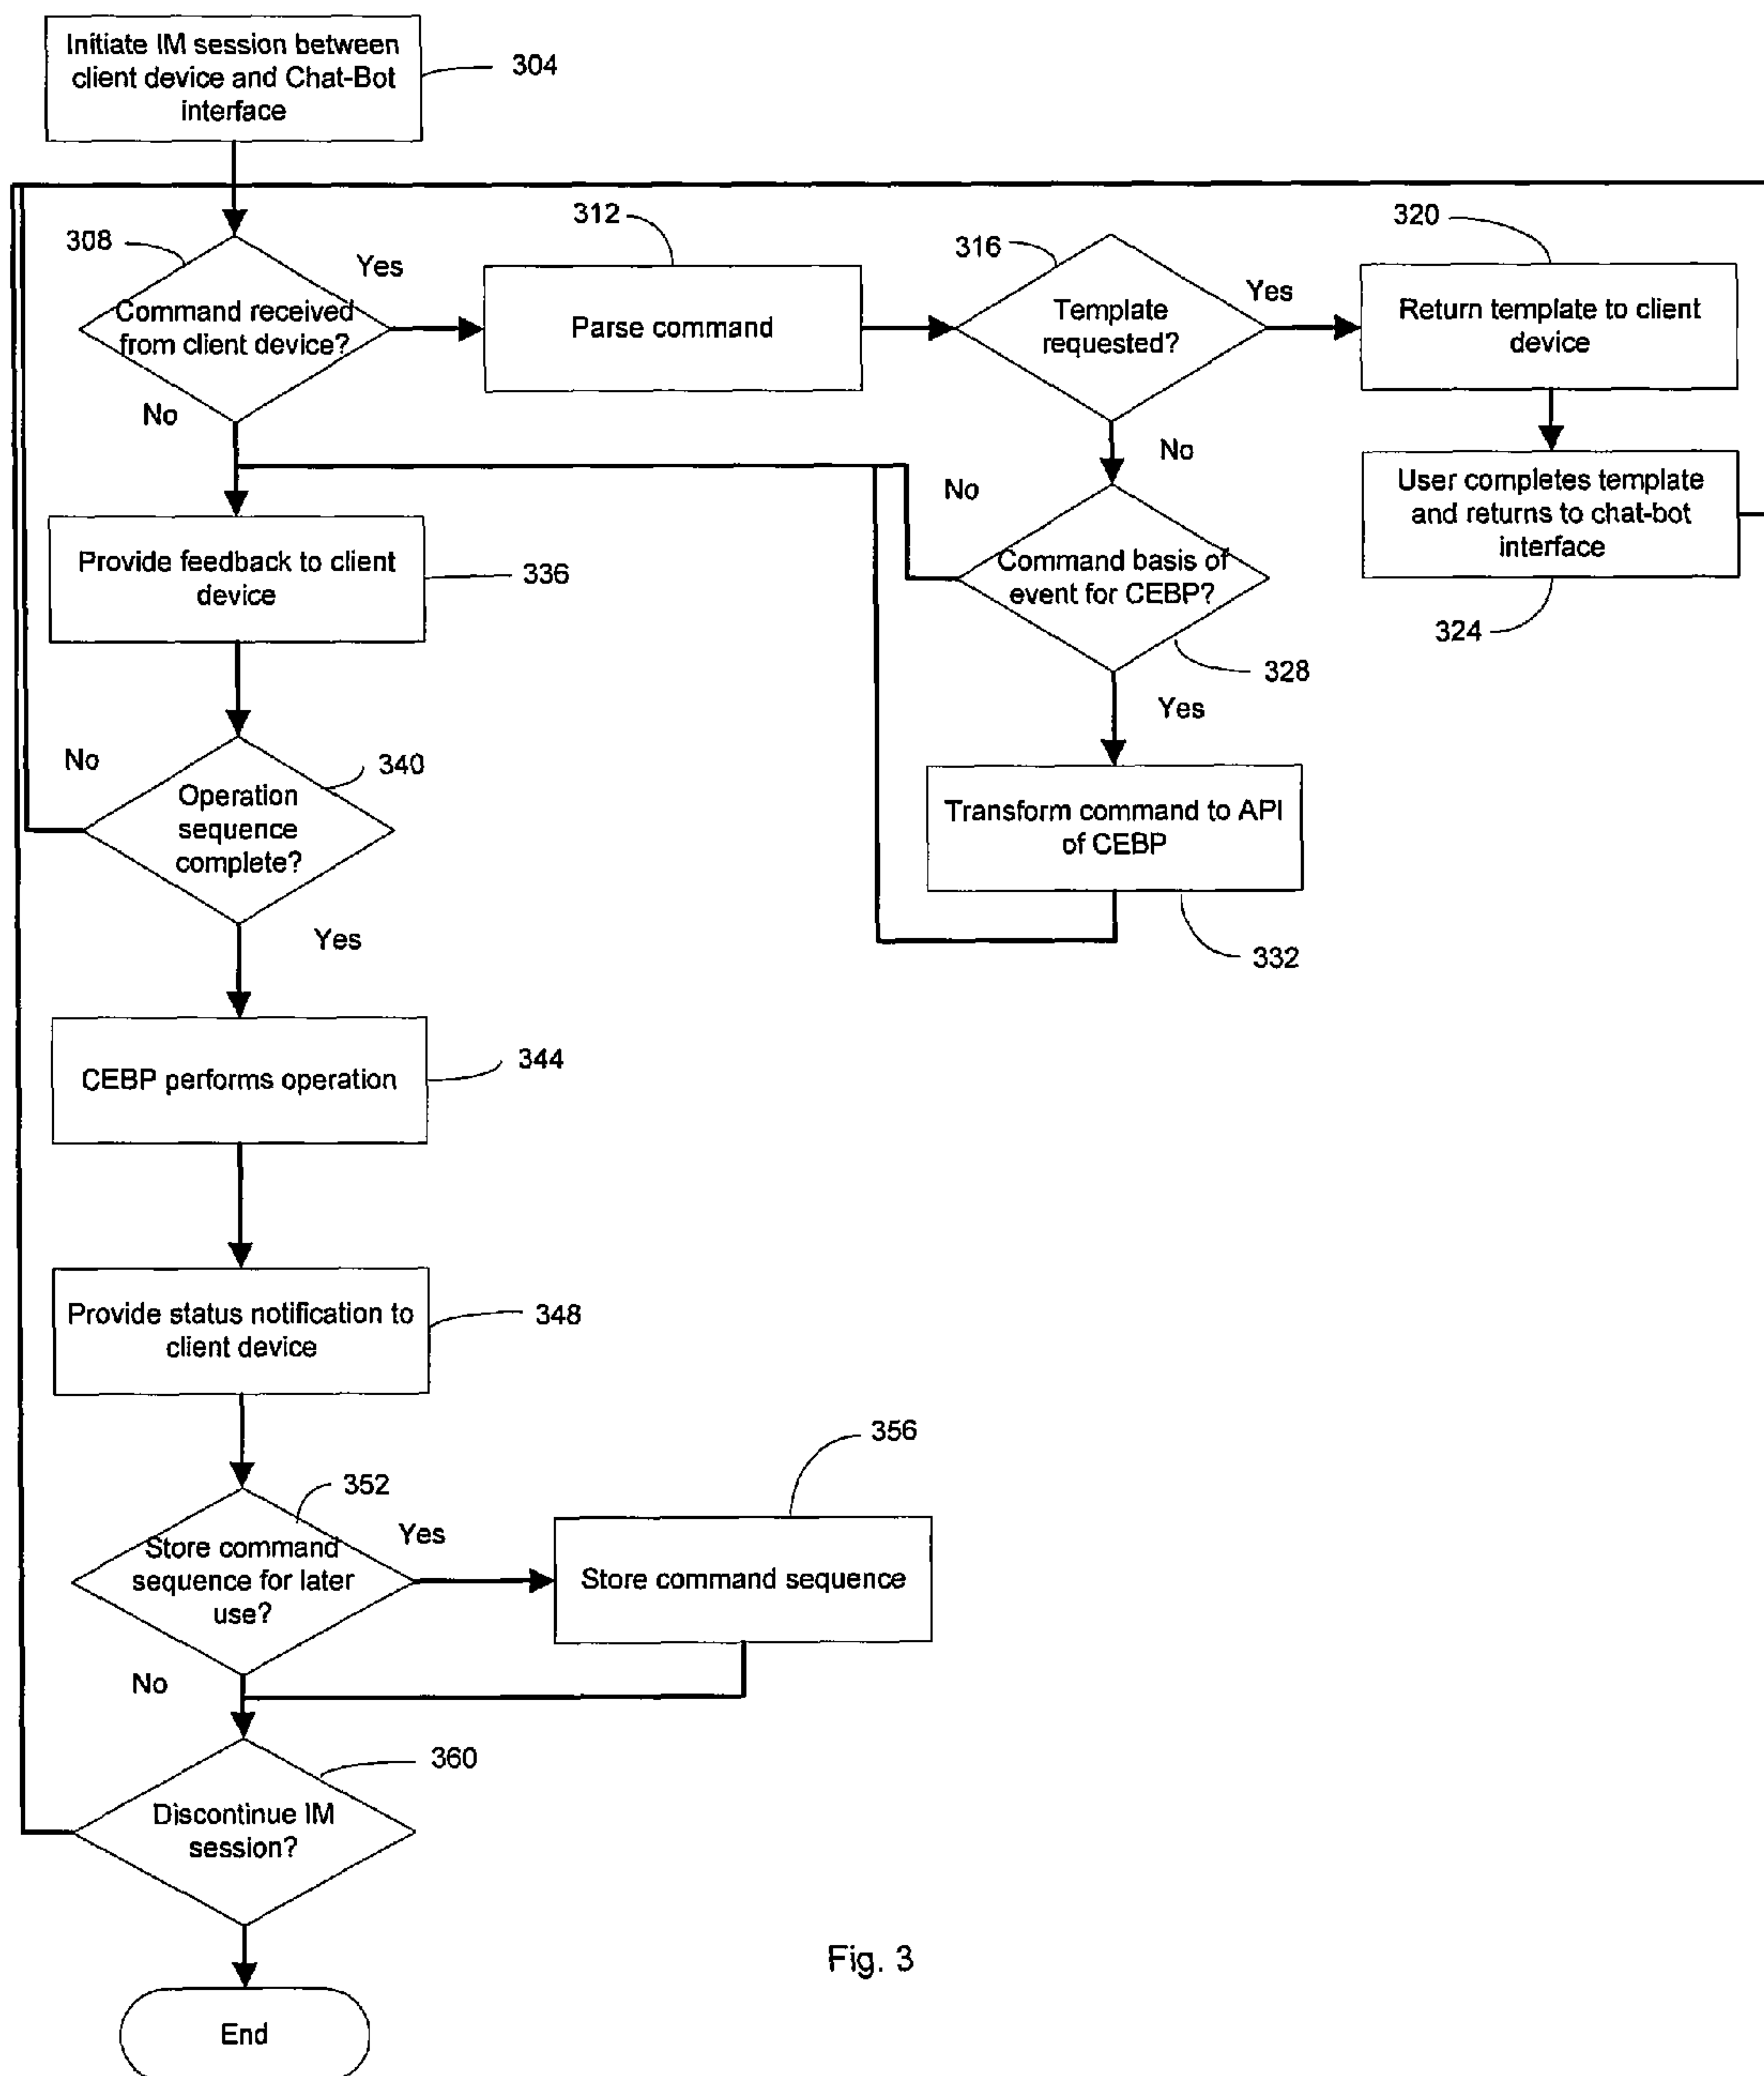 Initiate IM session between
client device and Chat-Bot
interface
304
308
Command received
from client device?
Yes
No
312
Parse command
316
Template
requested?
Yes
No
320
Return template to client
device
User completes template
and returns to chat-bot
interface
324
Command basis of
event for CEBP?
No
328
Yes
Transform command to API
of CEBP
332
Provide feedback to client
device
336
340
Operation
sequence
complete?
No
Yes
CEBP performs operation
344
Provide status notification to
client device
348
352
Store command
sequence for later
use?
Yes
No
356
Store command sequence
360
Discontinue IM
session?
End
Fig. 3